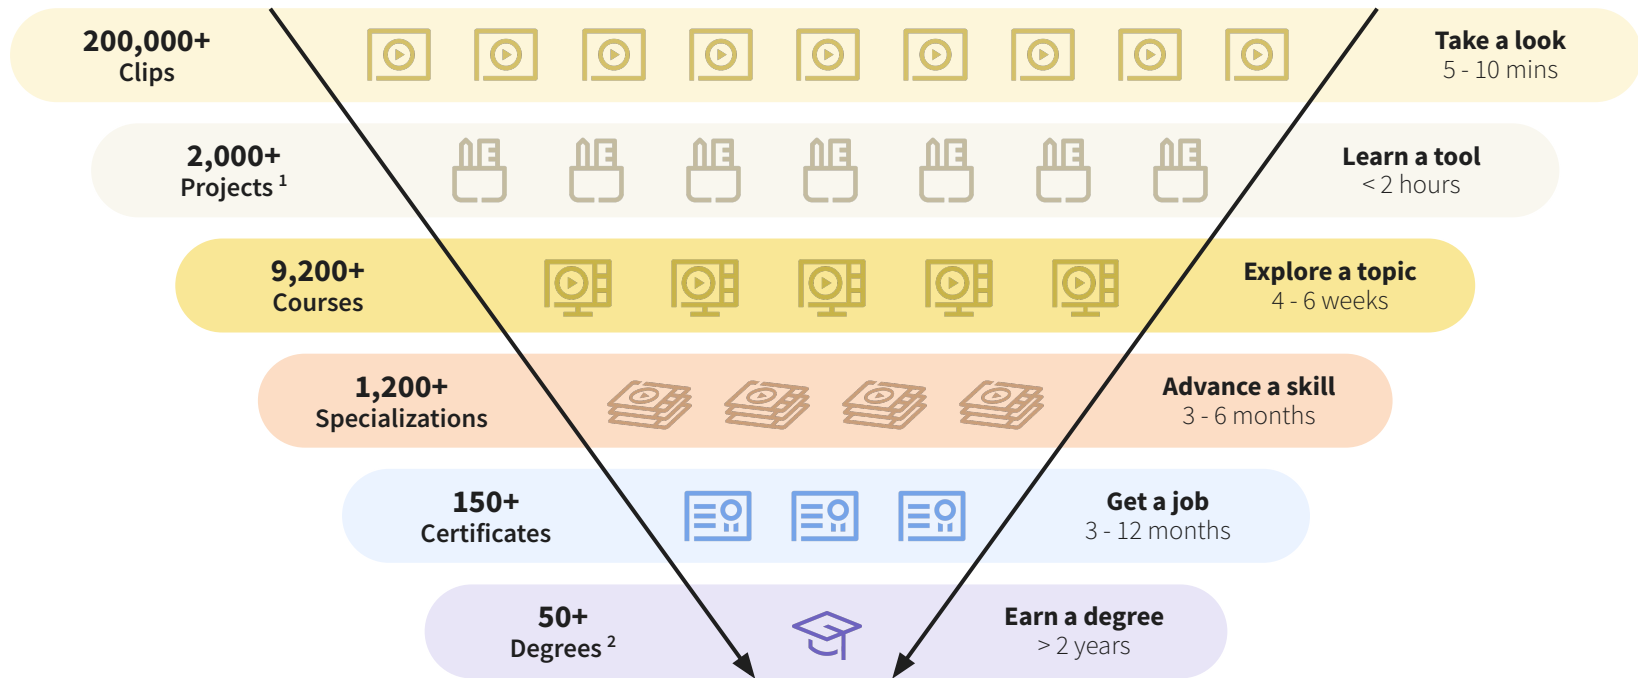 200,000+
Clips
Take a look
5 - 10 mins
2,000+
Projects ¹
Learn a tool
< 2 hours
9,200+
Courses
Explore a topic
4 - 6 weeks
1,200+
Specializations
Advance a skill
3 - 6 months
150+
Certificates
Get a job
3 - 12 months
50+
Degrees ²
Earn a degree
> 2 years